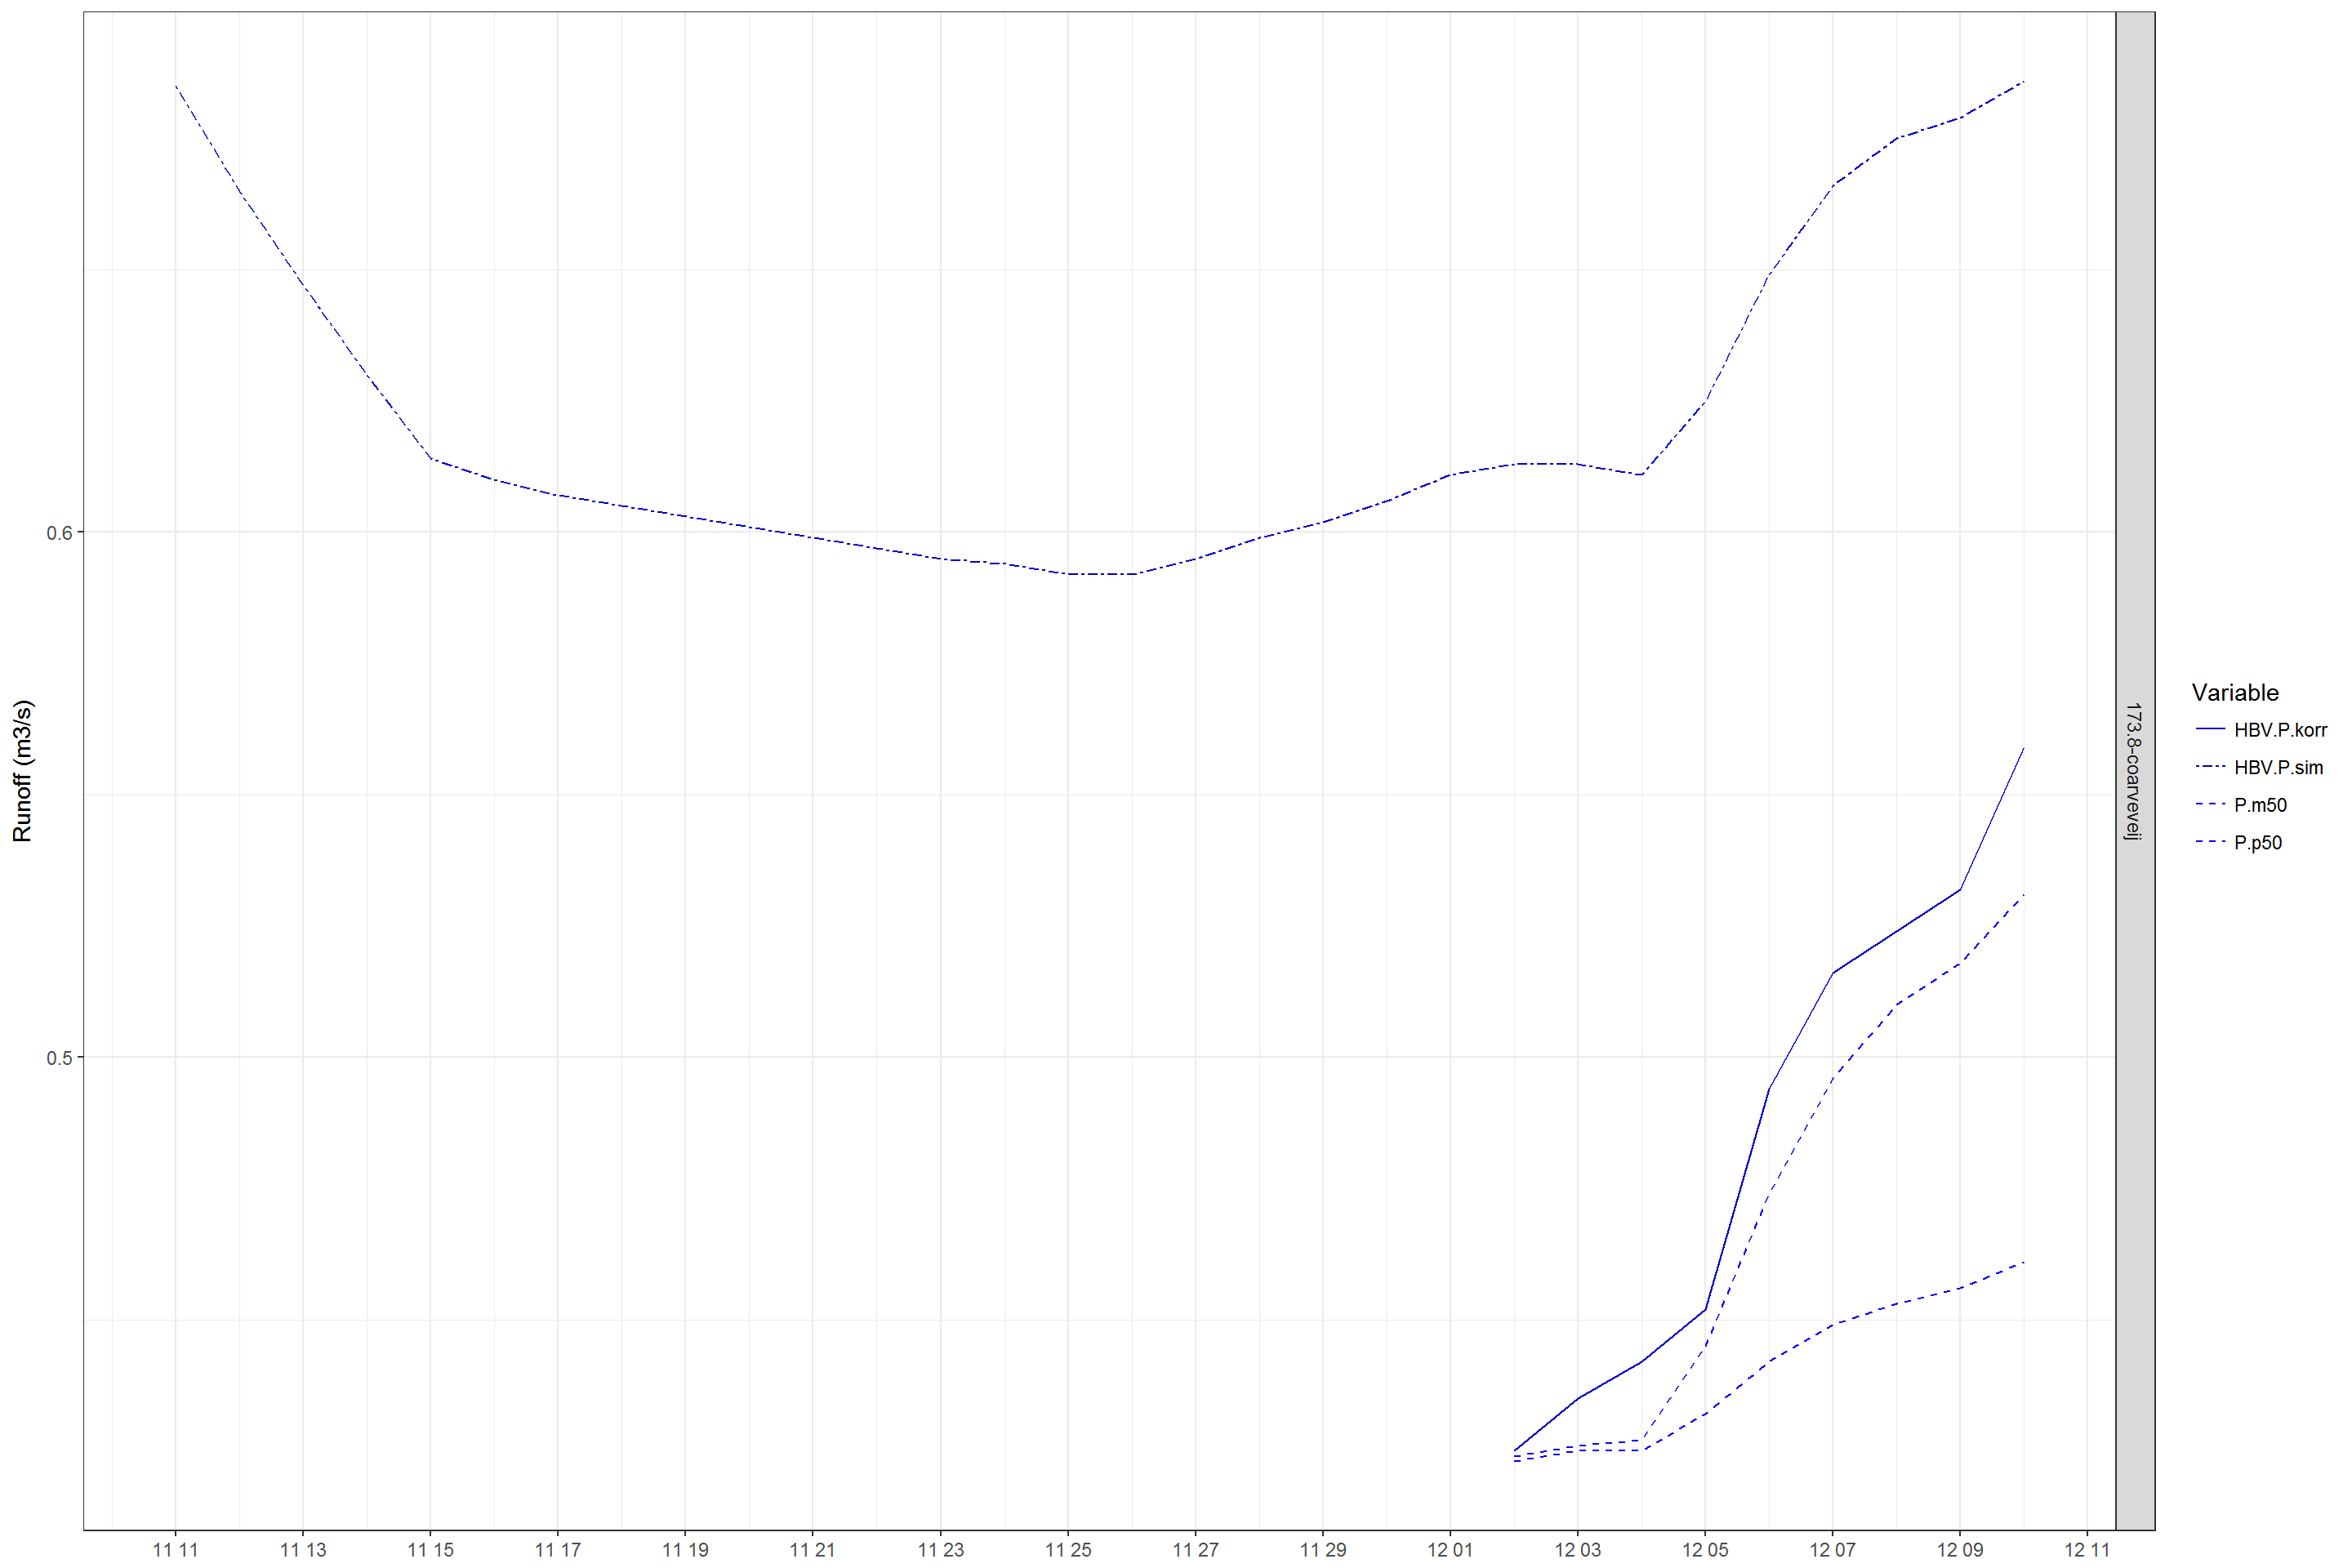 Runoff (m3/s)
0.6
0.5
11 11
11 13
11 15
11 17
11 19
11 21
11 23
11 25
11 27
11 29
12 01
12 03
12 05
12 07
12 09
12 11
173.8-coarveveij
Variable
HBV.P.korr
HBV.P.sim
P.m50
P.p50